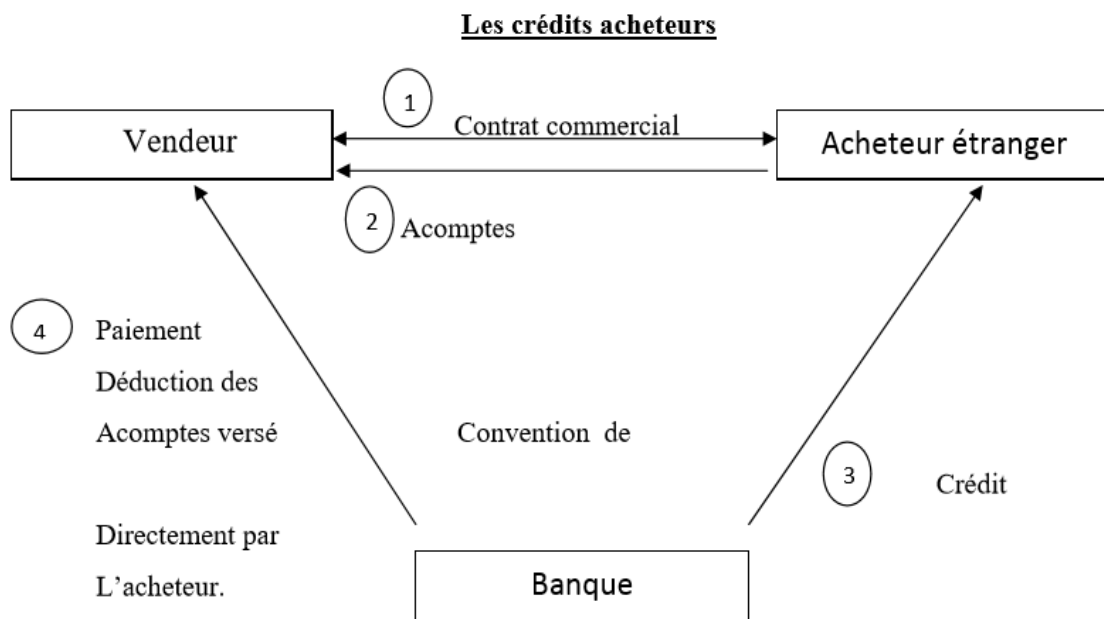 Les crédits acheteurs
1
Contrat commercial
Vendeur
Acheteur étranger
2
Acomptes
4
Paiement
Déduction des
Acomptes versé
Convention de
3
Crédit
Directement par
L’acheteur.
Banque